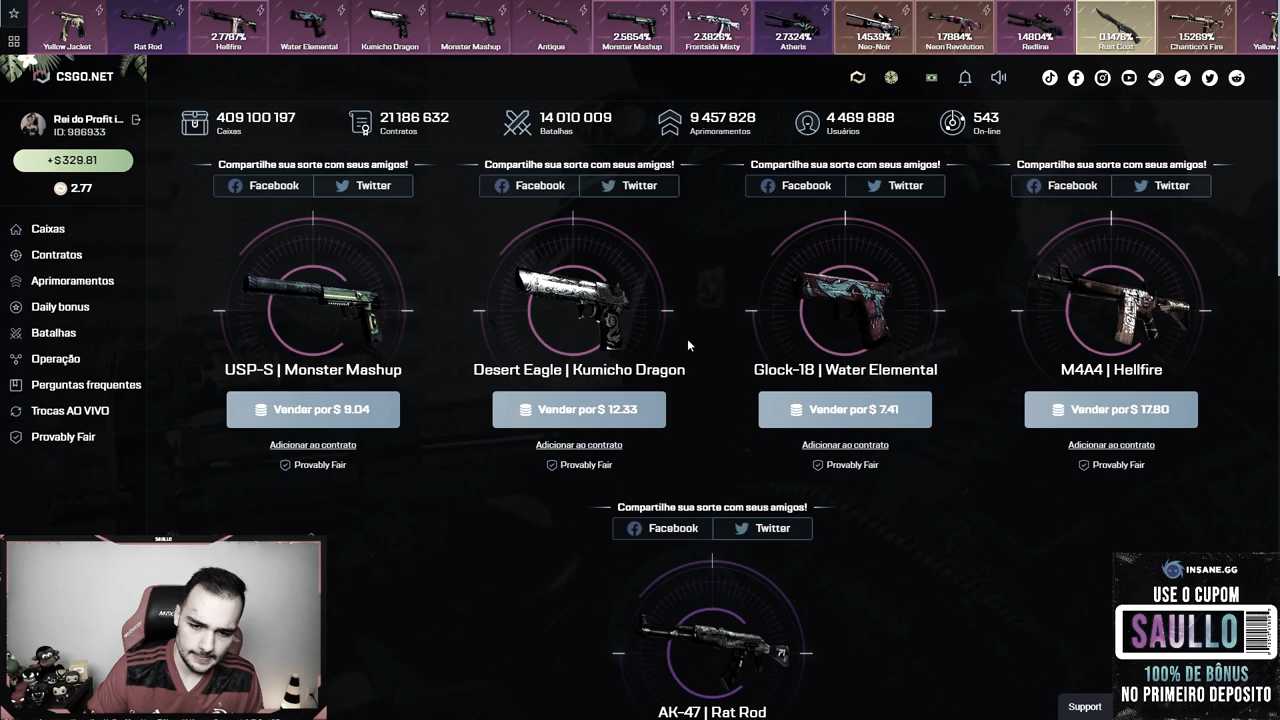 Yellow Jacket
Rat Rod
2.7787%
Hellfire
Water Elemental
Kumicho Dragon
Monster Mashup
Antique
2.5654%
Monster Mashup
2.3826%
Frontside Misty
2.7324%
Atheris
1.4539%
Neo-Noir
1.7884%
Neon Revolution
1.4804%
Redline
0.1476%
Rust Coat
1.5269%
Chantico's Fire
Yellow
CSGO.NET
Rei do Profit i...
ID: 986933
+$329.81
2.77
409 100 197
Caixas
21 186 632
Contratos
14 010 009
Batalhas
9 457 828
Aprimoramentos
4 469 888
Usuários
543
On-line
Caixas
Contratos
Aprimoramentos
Daily bonus
Batalhas
Operação
Perguntas frequentes
Trocas AO VIVO
Provably Fair
Compartilhe sua sorte com seus amigos!
Facebook Twitter
USP-S | Monster Mashup
Vender por $ 9.04
Adicionar ao contrato
Provably Fair
Compartilhe sua sorte com seus amigos!
Facebook Twitter
Desert Eagle | Kumicho Dragon
Vender por $ 12.33
Adicionar ao contrato
Provably Fair
Compartilhe sua sorte com seus amigos!
Facebook Twitter
Glock-18 | Water Elemental
Vender por $ 7.41
Adicionar ao contrato
Provably Fair
Compartilhe sua sorte com seus amigos!
Facebook Twitter
M4A4 | Hellfire
Vender por $ 17.80
Adicionar ao contrato
Provably Fair
Compartilhe sua sorte com seus amigos!
Facebook Twitter
AK-47 | Rat Rod
SAULLO
INSANE.GG
USE O CUPOM
SAULLO
100% DE BÔNUS
NO PRIMEIRO DEPOSITO
Support